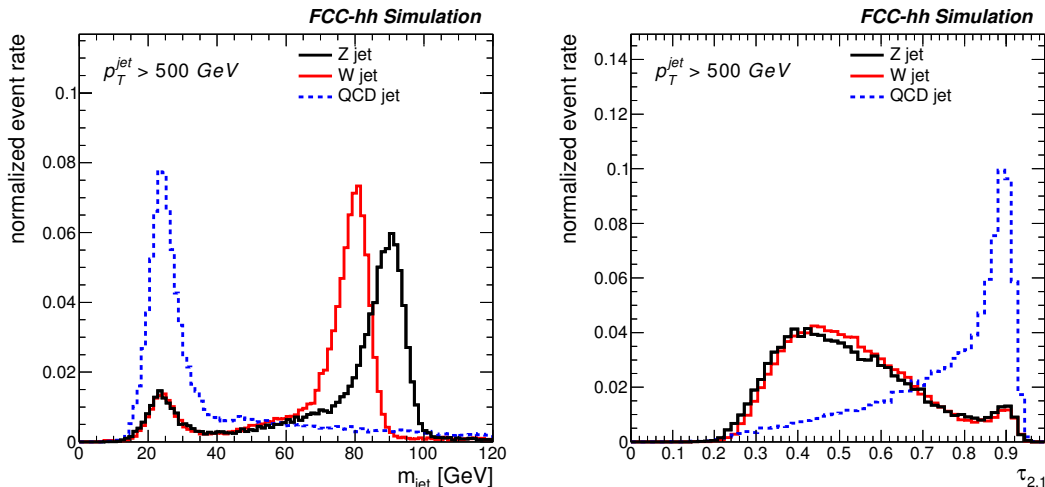 FCC-hh Simulation
normalized event rate
p_T^jet > 500 GeV
Z jet
W jet
QCD jet
0.1
0.08
0.06
0.04
0.02
0
0 20 40 60 80 100 120
m_jet [GeV]
FCC-hh Simulation
normalized event rate
p_T^jet > 500 GeV
Z jet
W jet
QCD jet
0.14
0.12
0.1
0.08
0.06
0.04
0.02
0
0 0.1 0.2 0.3 0.4 0.5 0.6 0.7 0.8 0.9 1
τ_2,1